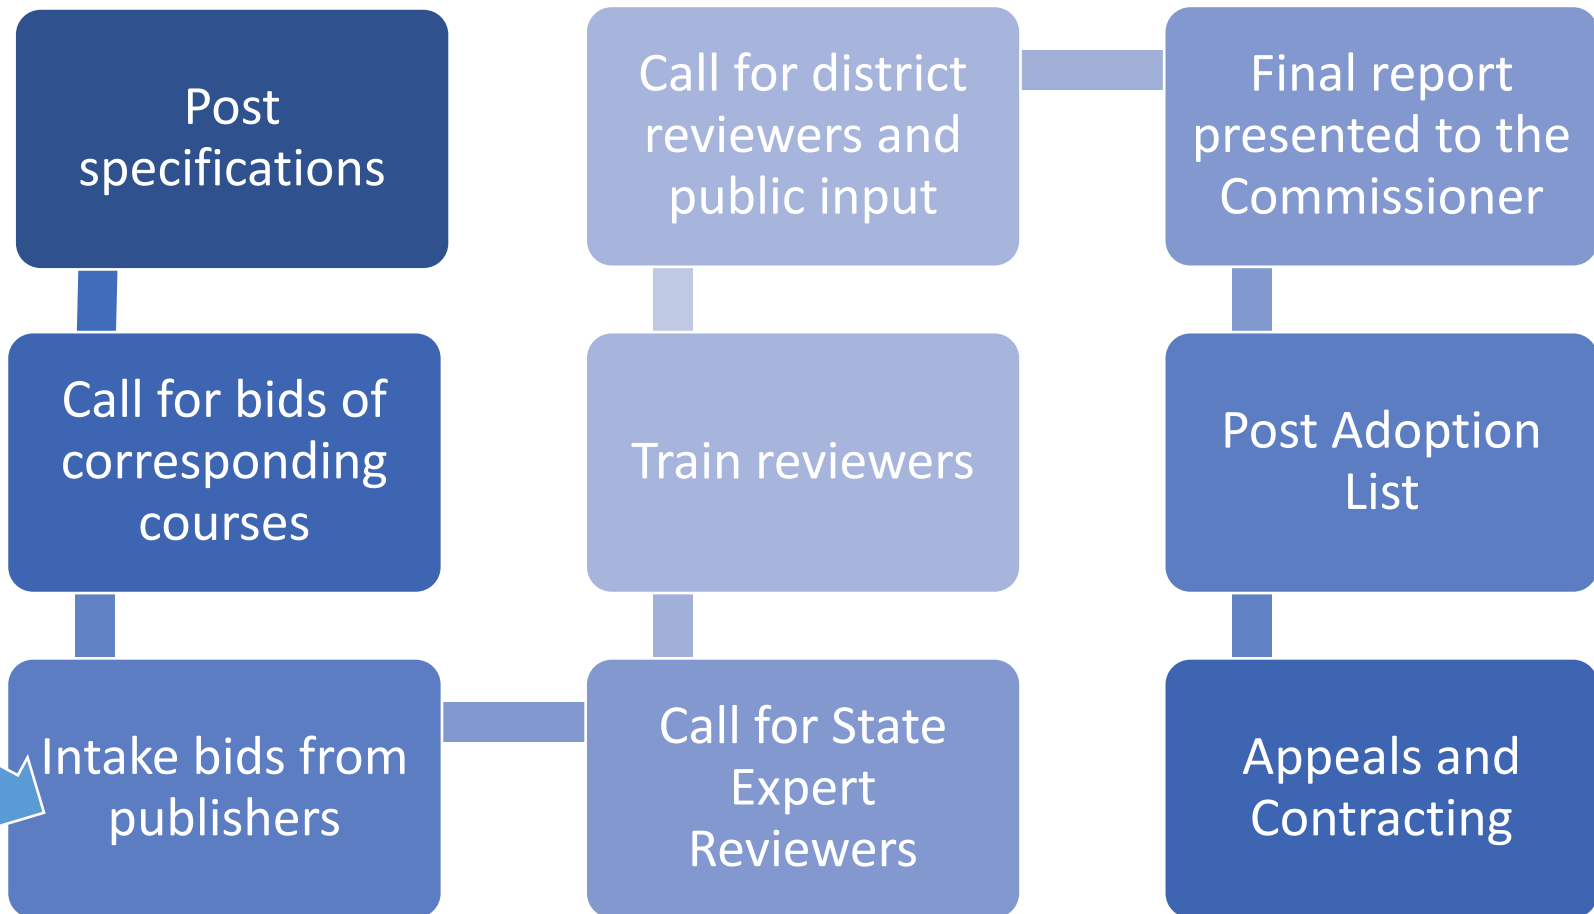 Post
specifications
Call for bids of
corresponding
courses
Intake bids from
publishers
Call for State
Expert
Reviewers
Train reviewers
Call for district
reviewers and
public input
Final report
presented to the
Commissioner
Post Adoption
List
Appeals and
Contracting